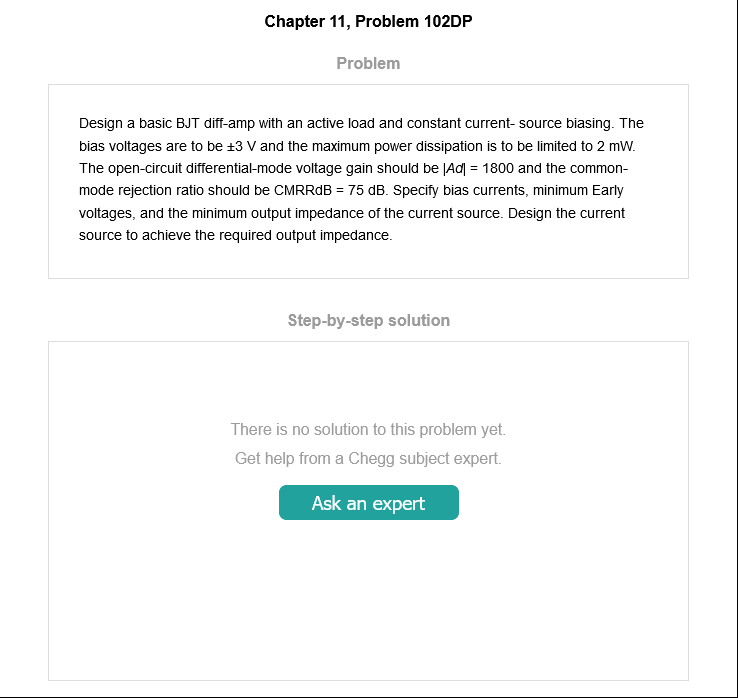 Chapter 11, Problem 102DP
Problem
Design a basic BJT diff-amp with an active load and constant current- source biasing. The
bias voltages are to be ±3 V and the maximum power dissipation is to be limited to 2 mW.
The open-circuit differential-mode voltage gain should be |Ad| = 1800 and the common-
mode rejection ratio should be CMRRdB = 75 dB. Specify bias currents, minimum Early
voltages, and the minimum output impedance of the current source. Design the current
source to achieve the required output impedance.
Step-by-step solution
There is no solution to this problem yet.
Get help from a Chegg subject expert.
Ask an expert